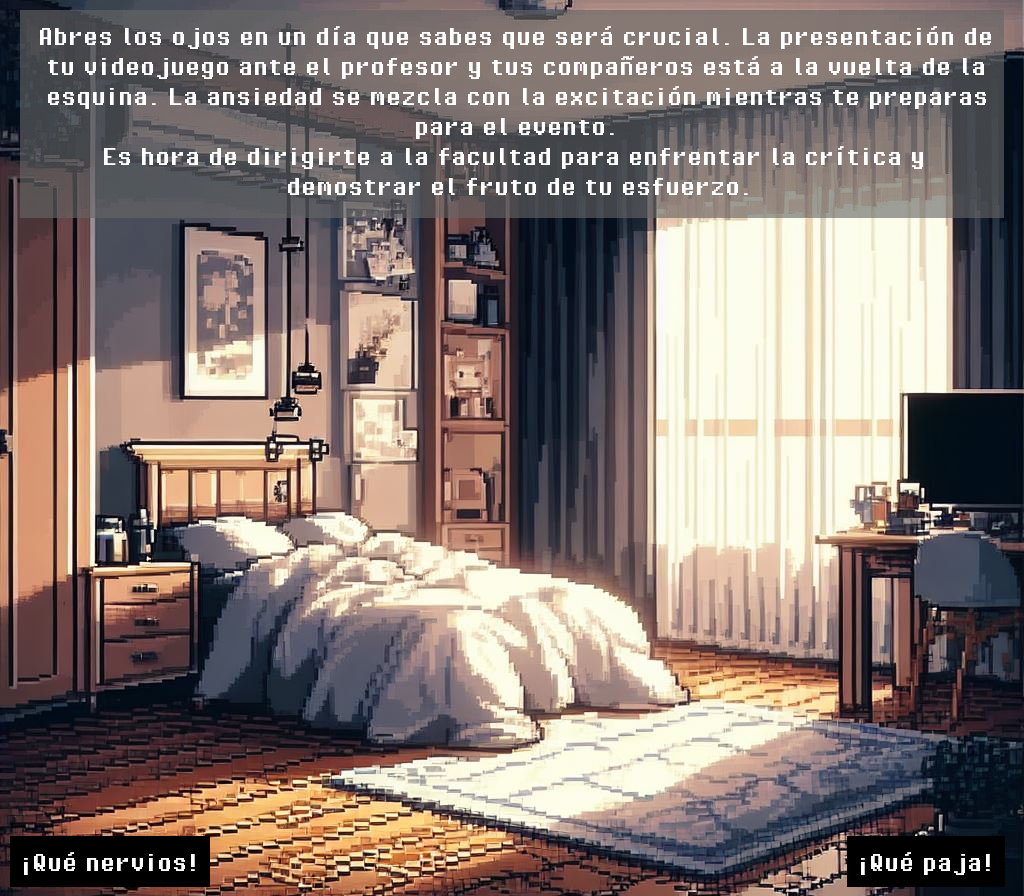 Abres los ojos en un día que sabes que será crucial. La presentación de
tu videojuego ante el profesor y tus compañeros está a la vuelta de la
esquina. La ansiedad se mezcla con la excitación mientras te preparas
para el evento.
Es hora de dirigirte a la facultad para enfrentar la crítica y
demostrar el fruto de tu esfuerzo.
¡Qué nervios!
¡Qué paja!